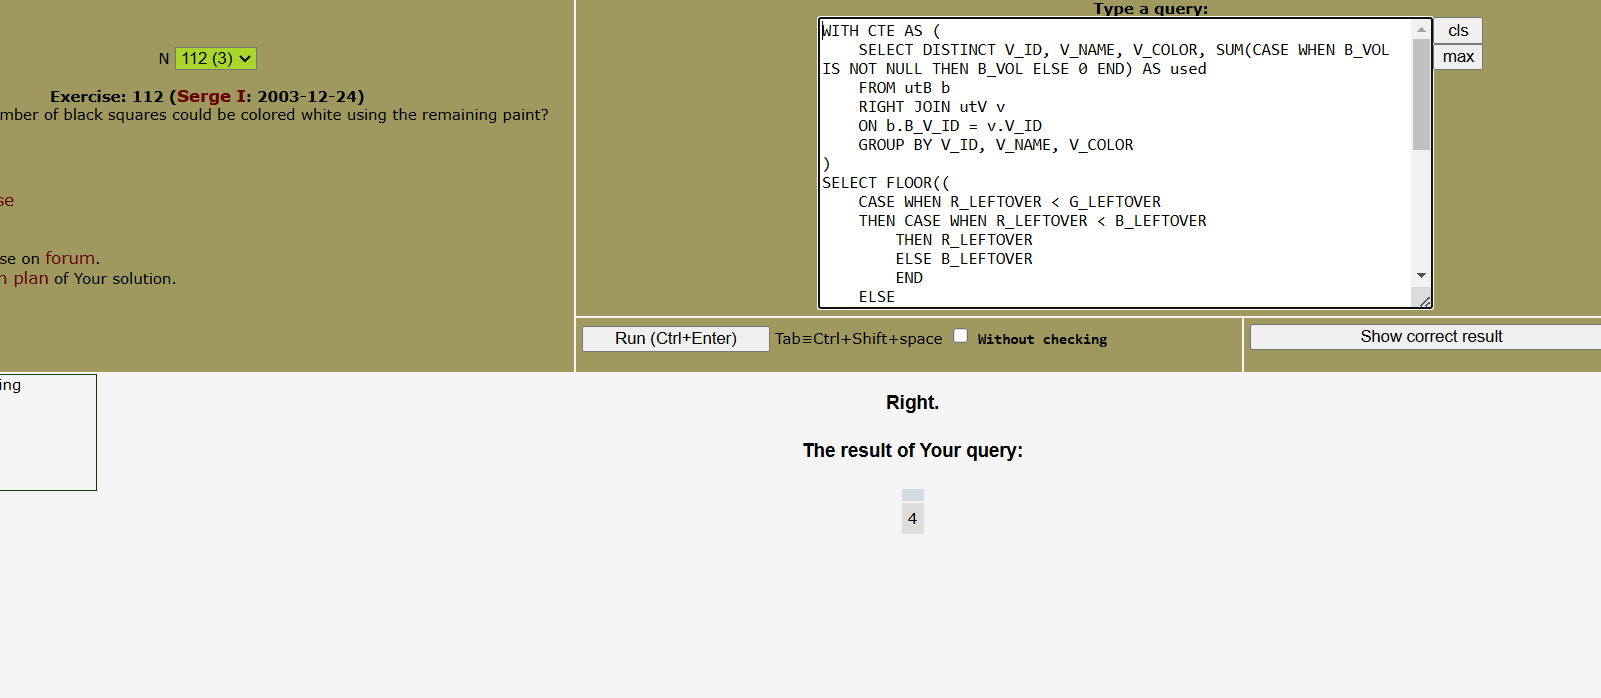 N 112 (3)
Exercise: 112 (Serge I: 2003-12-24)
mber of black squares could be colored white using the remaining paint?
se
se on forum.
n plan of Your solution.
Type a query:
WITH CTE AS (
SELECT DISTINCT V_ID, V_NAME, V_COLOR, SUM(CASE WHEN B_VOL
IS NOT NULL THEN B_VOL ELSE 0 END) AS used
FROM utB b
RIGHT JOIN utV v
ON b.B_V_ID = v.V_ID
GROUP BY V_ID, V_NAME, V_COLOR
)
SELECT FLOOR((
CASE WHEN R_LEFTOVER < G_LEFTOVER
THEN CASE WHEN R_LEFTOVER < B_LEFTOVER
THEN R_LEFTOVER
ELSE B_LEFTOVER
END
ELSE
cls
max
Run (Ctrl+Enter) Tab≡Ctrl+Shift+space Without checking
Show correct result
ing
Right.
The result of Your query:
4